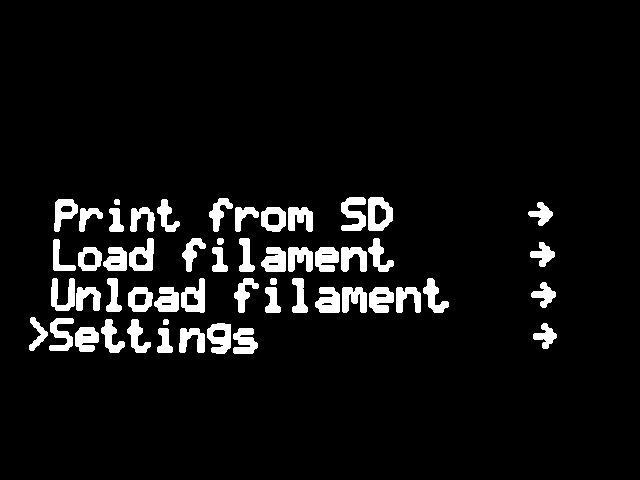 Print from SD →
Load filament →
Unload filament →
>Settings →